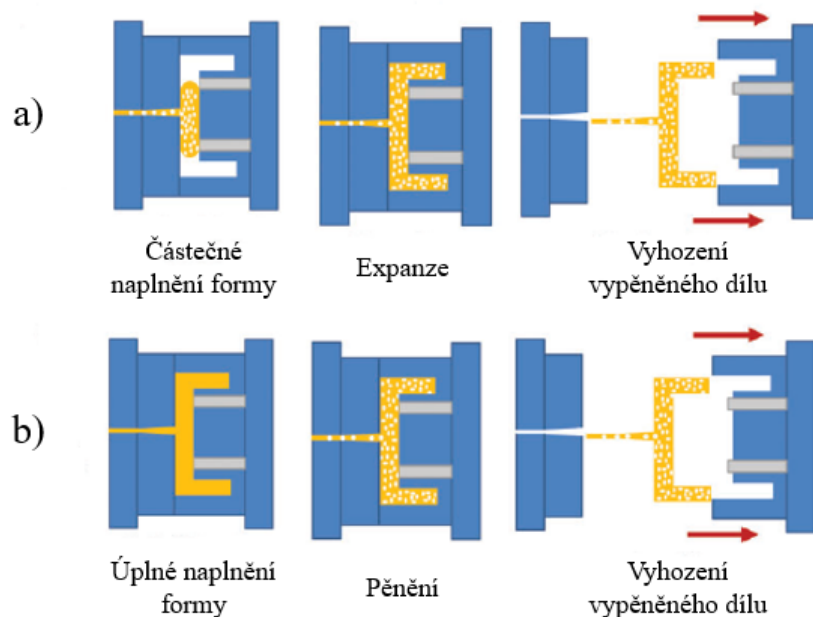 a)
Částečné
naplnění formy
Expanze
Vyhození
vypěněného dílu
b)
Úplné naplnění
formy
Pěnění
Vyhození
vypěněného dílu